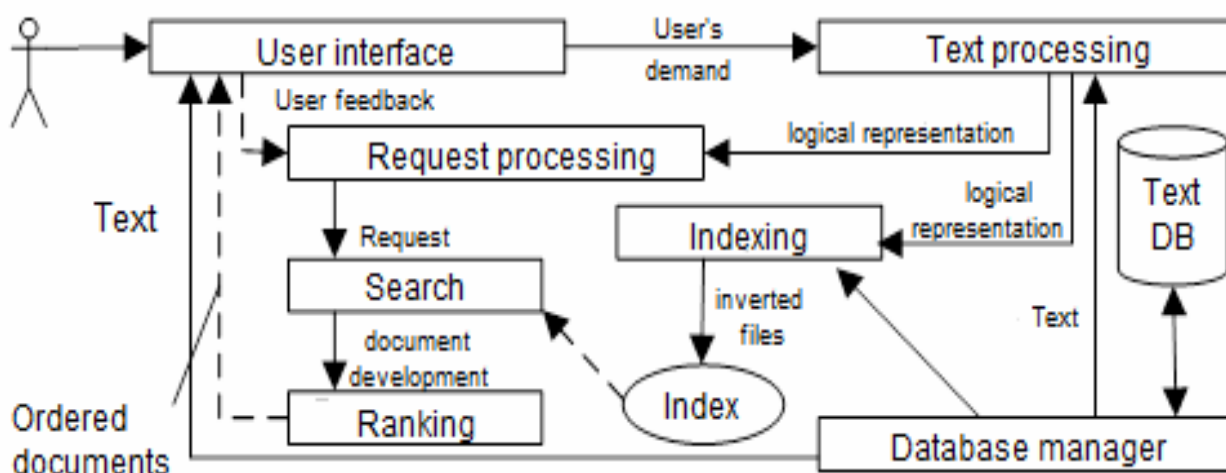 User interface
User's
demand
Text processing
User feedback
Request processing
logical representation
Text
DB
Text
logical
representation
Request
Indexing
Search
inverted
files
Text
document
development
Ranking
Index
Ordered
documents
Database manager